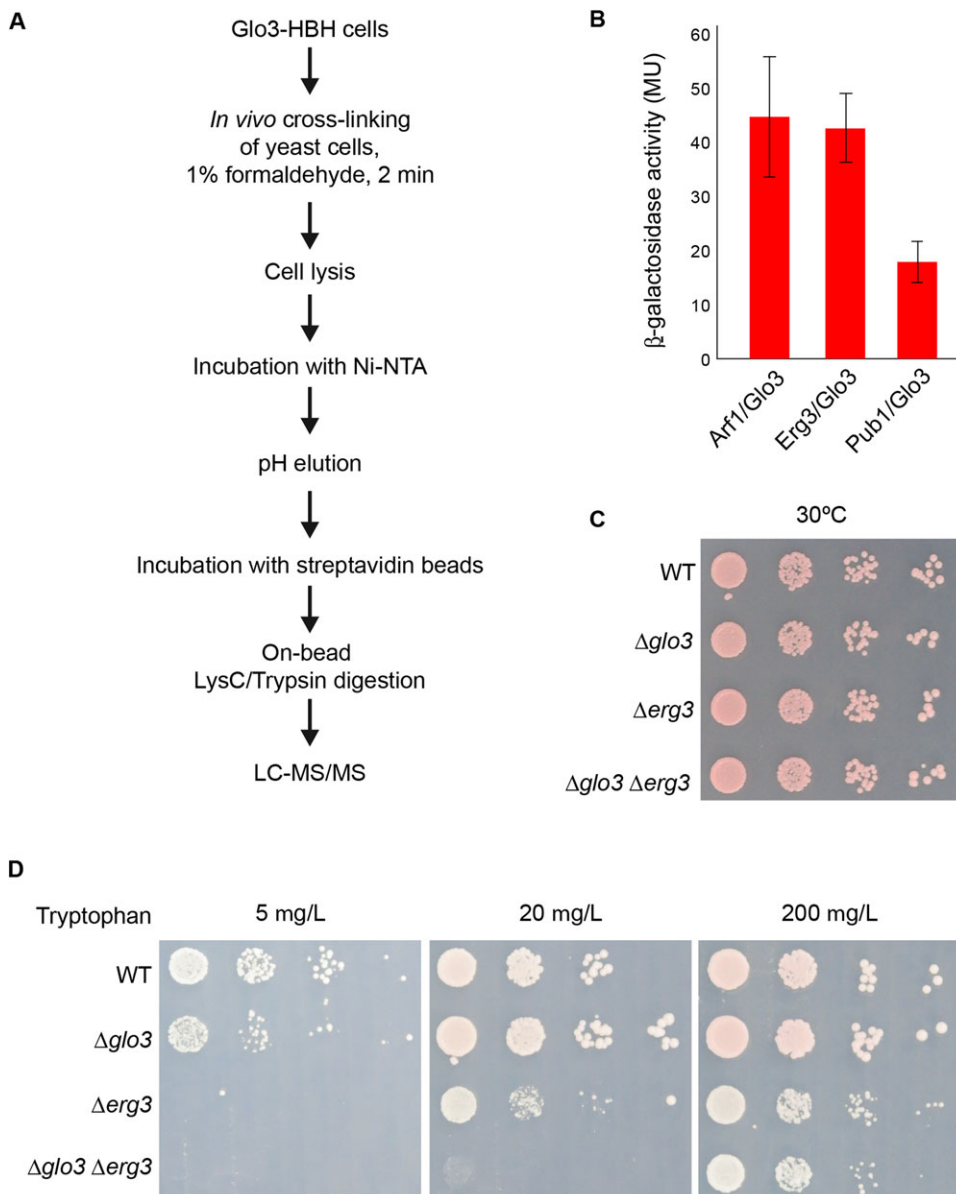 A
Glo3-HBH cells
In vivo cross-linking
of yeast cells,
1% formaldehyde, 2 min
Cell lysis
Incubation with Ni-NTA
pH elution
Incubation with streptavidin beads
On-bead
LysC/Trypsin digestion
LC-MS/MS
B
β-galactosidase activity (MU)
60
50
40
30
20
10
0
Arf1/Glo3
Erg3/Glo3
Pub1/Glo3
C
30ºC
WT
Δglo3
Δerg3
Δglo3 Δerg3
D
Tryptophan 5 mg/L 20 mg/L 200 mg/L
WT
Δglo3
Δerg3
Δglo3 Δerg3